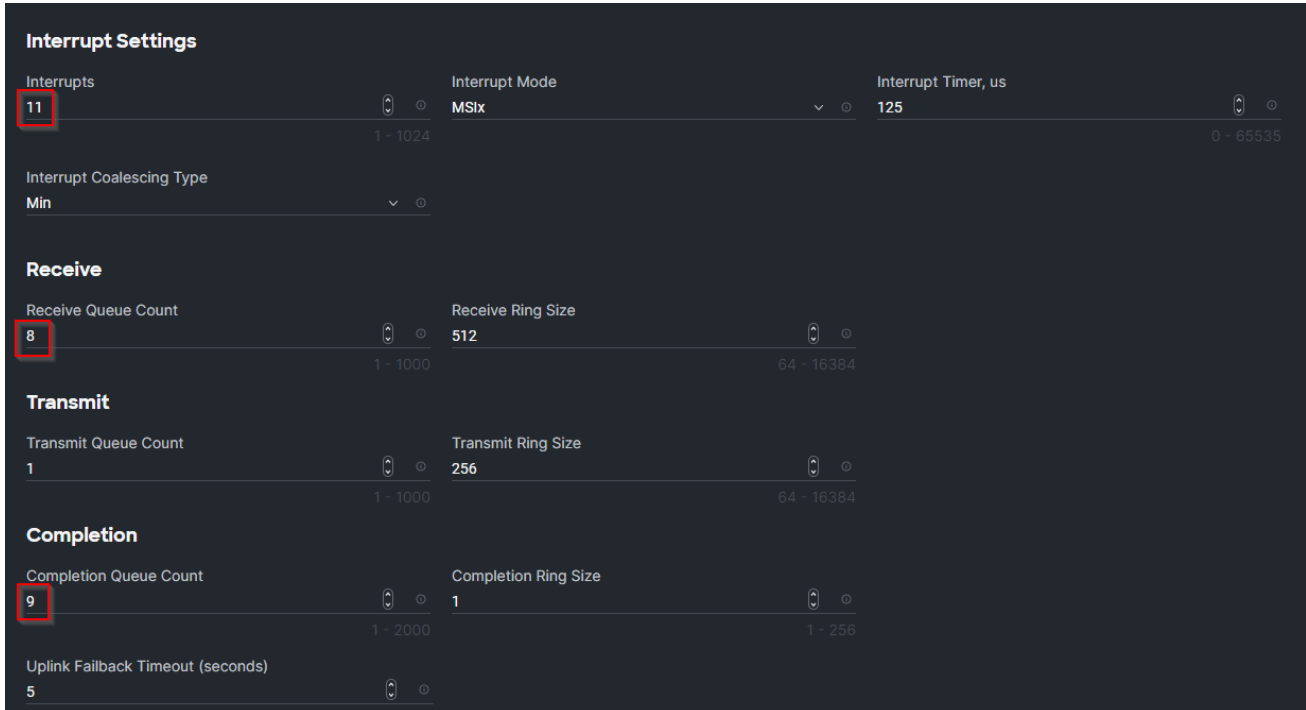 Interrupt Settings
Interrupts Interrupt Mode Interrupt Timer, us
11 MSIx 125
1 - 1024 0 - 65535
Interrupt Coalescing Type
Min
Receive
Receive Queue Count Receive Ring Size
8 512
1 - 1000 64 - 16384
Transmit
Transmit Queue Count Transmit Ring Size
1 256
1 - 1000 64 - 16384
Completion
Completion Queue Count Completion Ring Size
9 1
1 - 2000 1 - 256
Uplink Failback Timeout (seconds)
5